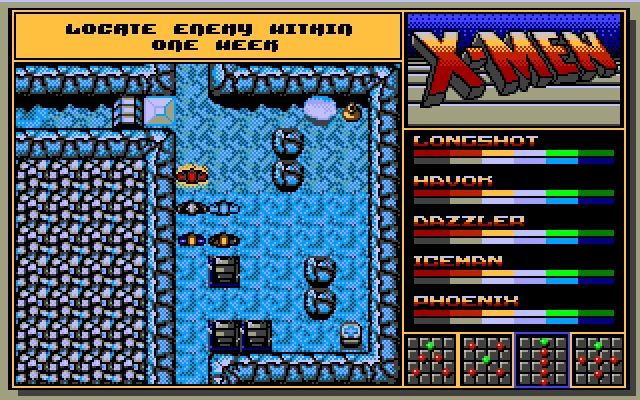 LOCATE ENEMY WITHIN
ONE WEEK
X-MEN
LONGSHOT
HAVOK
DAZZLER
ICEMAN
PHOENIX